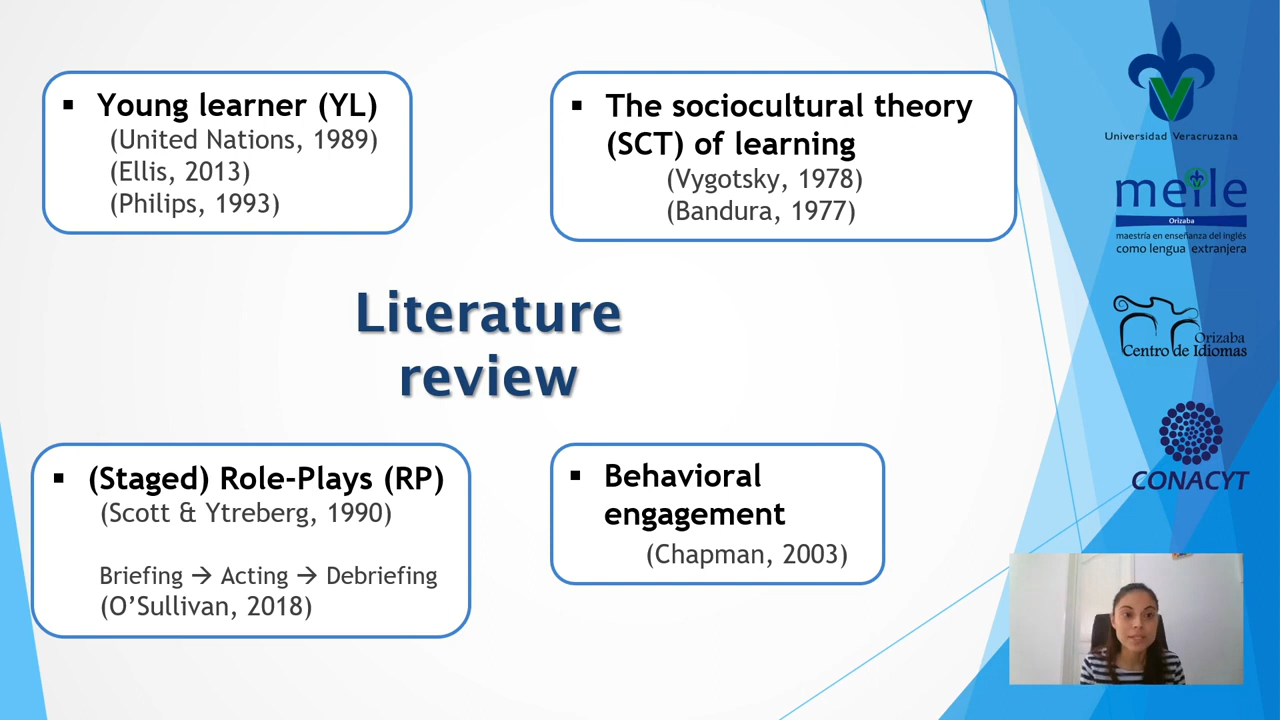 ▪ Young learner (YL)
(United Nations, 1989)
(Ellis, 2013)
(Philips, 1993)
▪ The sociocultural theory
(SCT) of learning
(Vygotsky, 1978)
(Bandura, 1977)
Literature
review
▪ (Staged) Role-Plays (RP)
(Scott & Ytreberg, 1990)
Briefing → Acting → Debriefing
(O’Sullivan, 2018)
▪ Behavioral
engagement
(Chapman, 2003)
Universidad Veracruzana
meile
Orizaba
maestría en enseñanza del inglés
como lengua extranjera
Orizaba
Centro de Idiomas
CONACYT